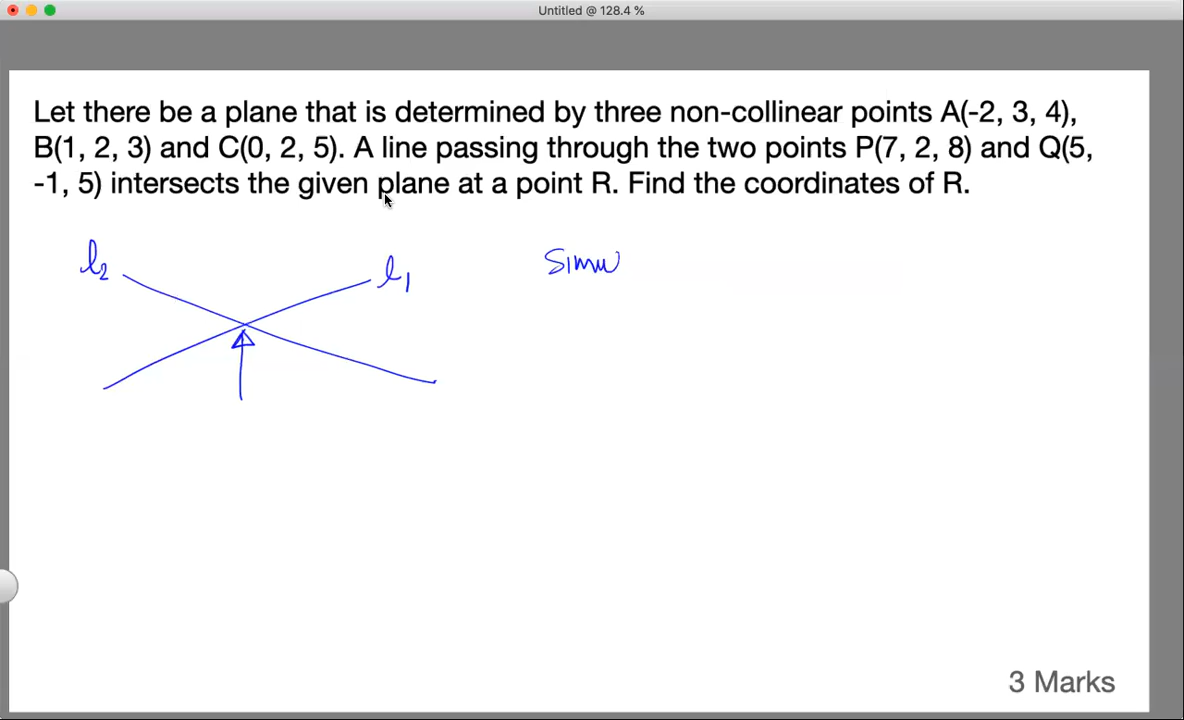 Untitled @ 128.4 %
Let there be a plane that is determined by three non-collinear points A(-2, 3, 4),
B(1, 2, 3) and C(0, 2, 5). A line passing through the two points P(7, 2, 8) and Q(5,
-1, 5) intersects the given plane at a point R. Find the coordinates of R.
l2 l1 Simu
3 Marks